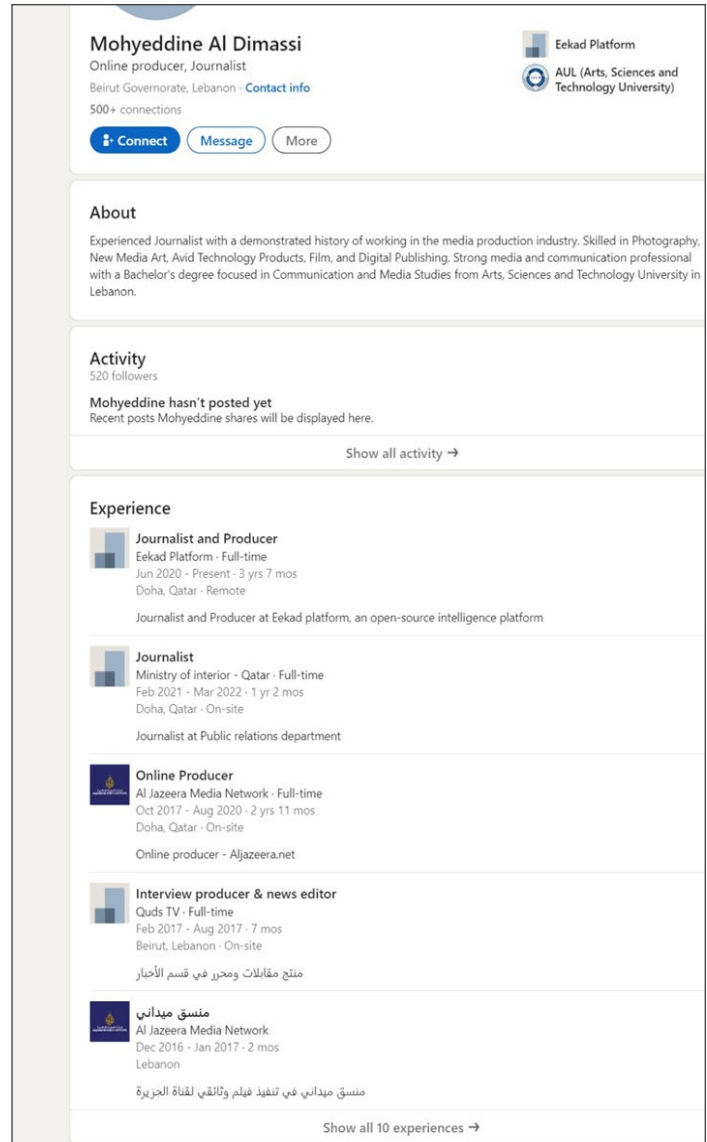 Mohyeddine Al Dimassi
Online producer, Journalist
Beirut Governorate, Lebanon · Contact info
500+ connections
Connect
Message
More
Eekad Platform
AUL (Arts, Sciences and
Technology University)
About
Experienced Journalist with a demonstrated history of working in the media production industry. Skilled in Photography,
New Media Art, Avid Technology Products, Film, and Digital Publishing. Strong media and communication professional
with a Bachelor's degree focused in Communication and Media Studies from Arts, Sciences and Technology University in
Lebanon.
Activity
520 followers
Mohyeddine hasn't posted yet
Recent posts Mohyeddine shares will be displayed here.
Show all activity →
Experience
Journalist and Producer
Eekad Platform · Full-time
Jun 2020 - Present · 3 yrs 7 mos
Doha, Qatar · Remote
Journalist and Producer at Eekad platform, an open-source intelligence platform
Journalist
Ministry of interior - Qatar · Full-time
Feb 2021 - Mar 2022 · 1 yr 2 mos
Doha, Qatar · On-site
Journalist at Public relations department
Online Producer
Al Jazeera Media Network · Full-time
Oct 2017 - Aug 2020 · 2 yrs 11 mos
Doha, Qatar · On-site
Online producer - Aljazeera.net
Interview producer & news editor
Quds TV · Full-time
Feb 2017 - Aug 2017 · 7 mos
Beirut, Lebanon · On-site
منتج مقابلات ومحرر في قسم الأخبار
منسق ميداني
Al Jazeera Media Network
Dec 2016 - Jan 2017 · 2 mos
Lebanon
منسق ميداني في تنفيذ فيلم وثائقي لقناة الجزيرة
Show all 10 experiences →